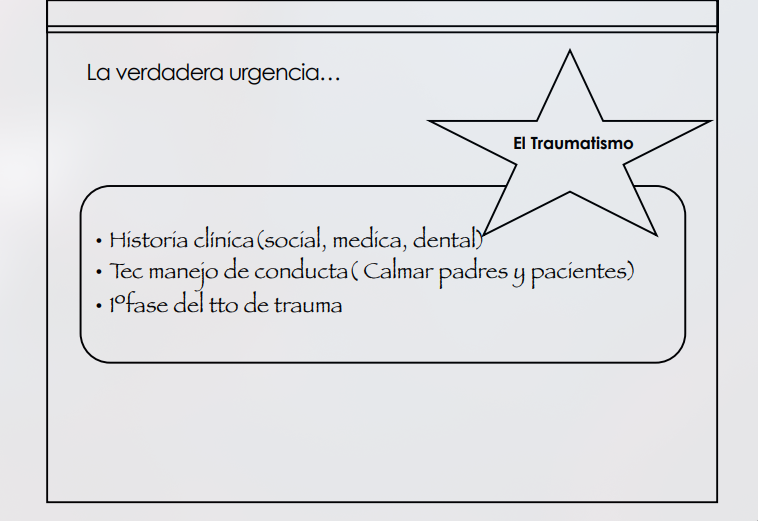 La verdadera urgencia...
El Traumatismo
• Historia clínica (social, medica, dental)
• Tec manejo de conducta ( Calmar padres y pacientes)
• 1ºfase del tto de trauma